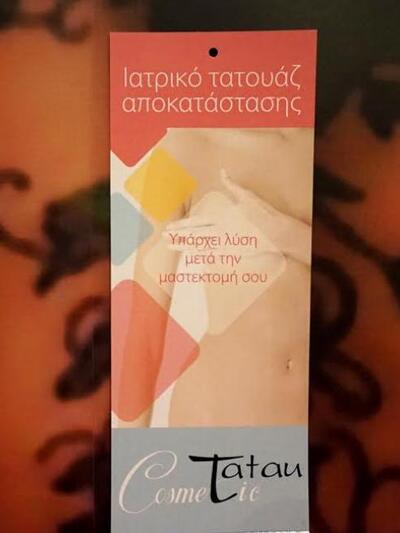 Ιατρικό τατουάζ
αποκατάστασης
Υπάρχει λύση
μετά την
μαστεκτομή σου
Tatau
Cosmetic